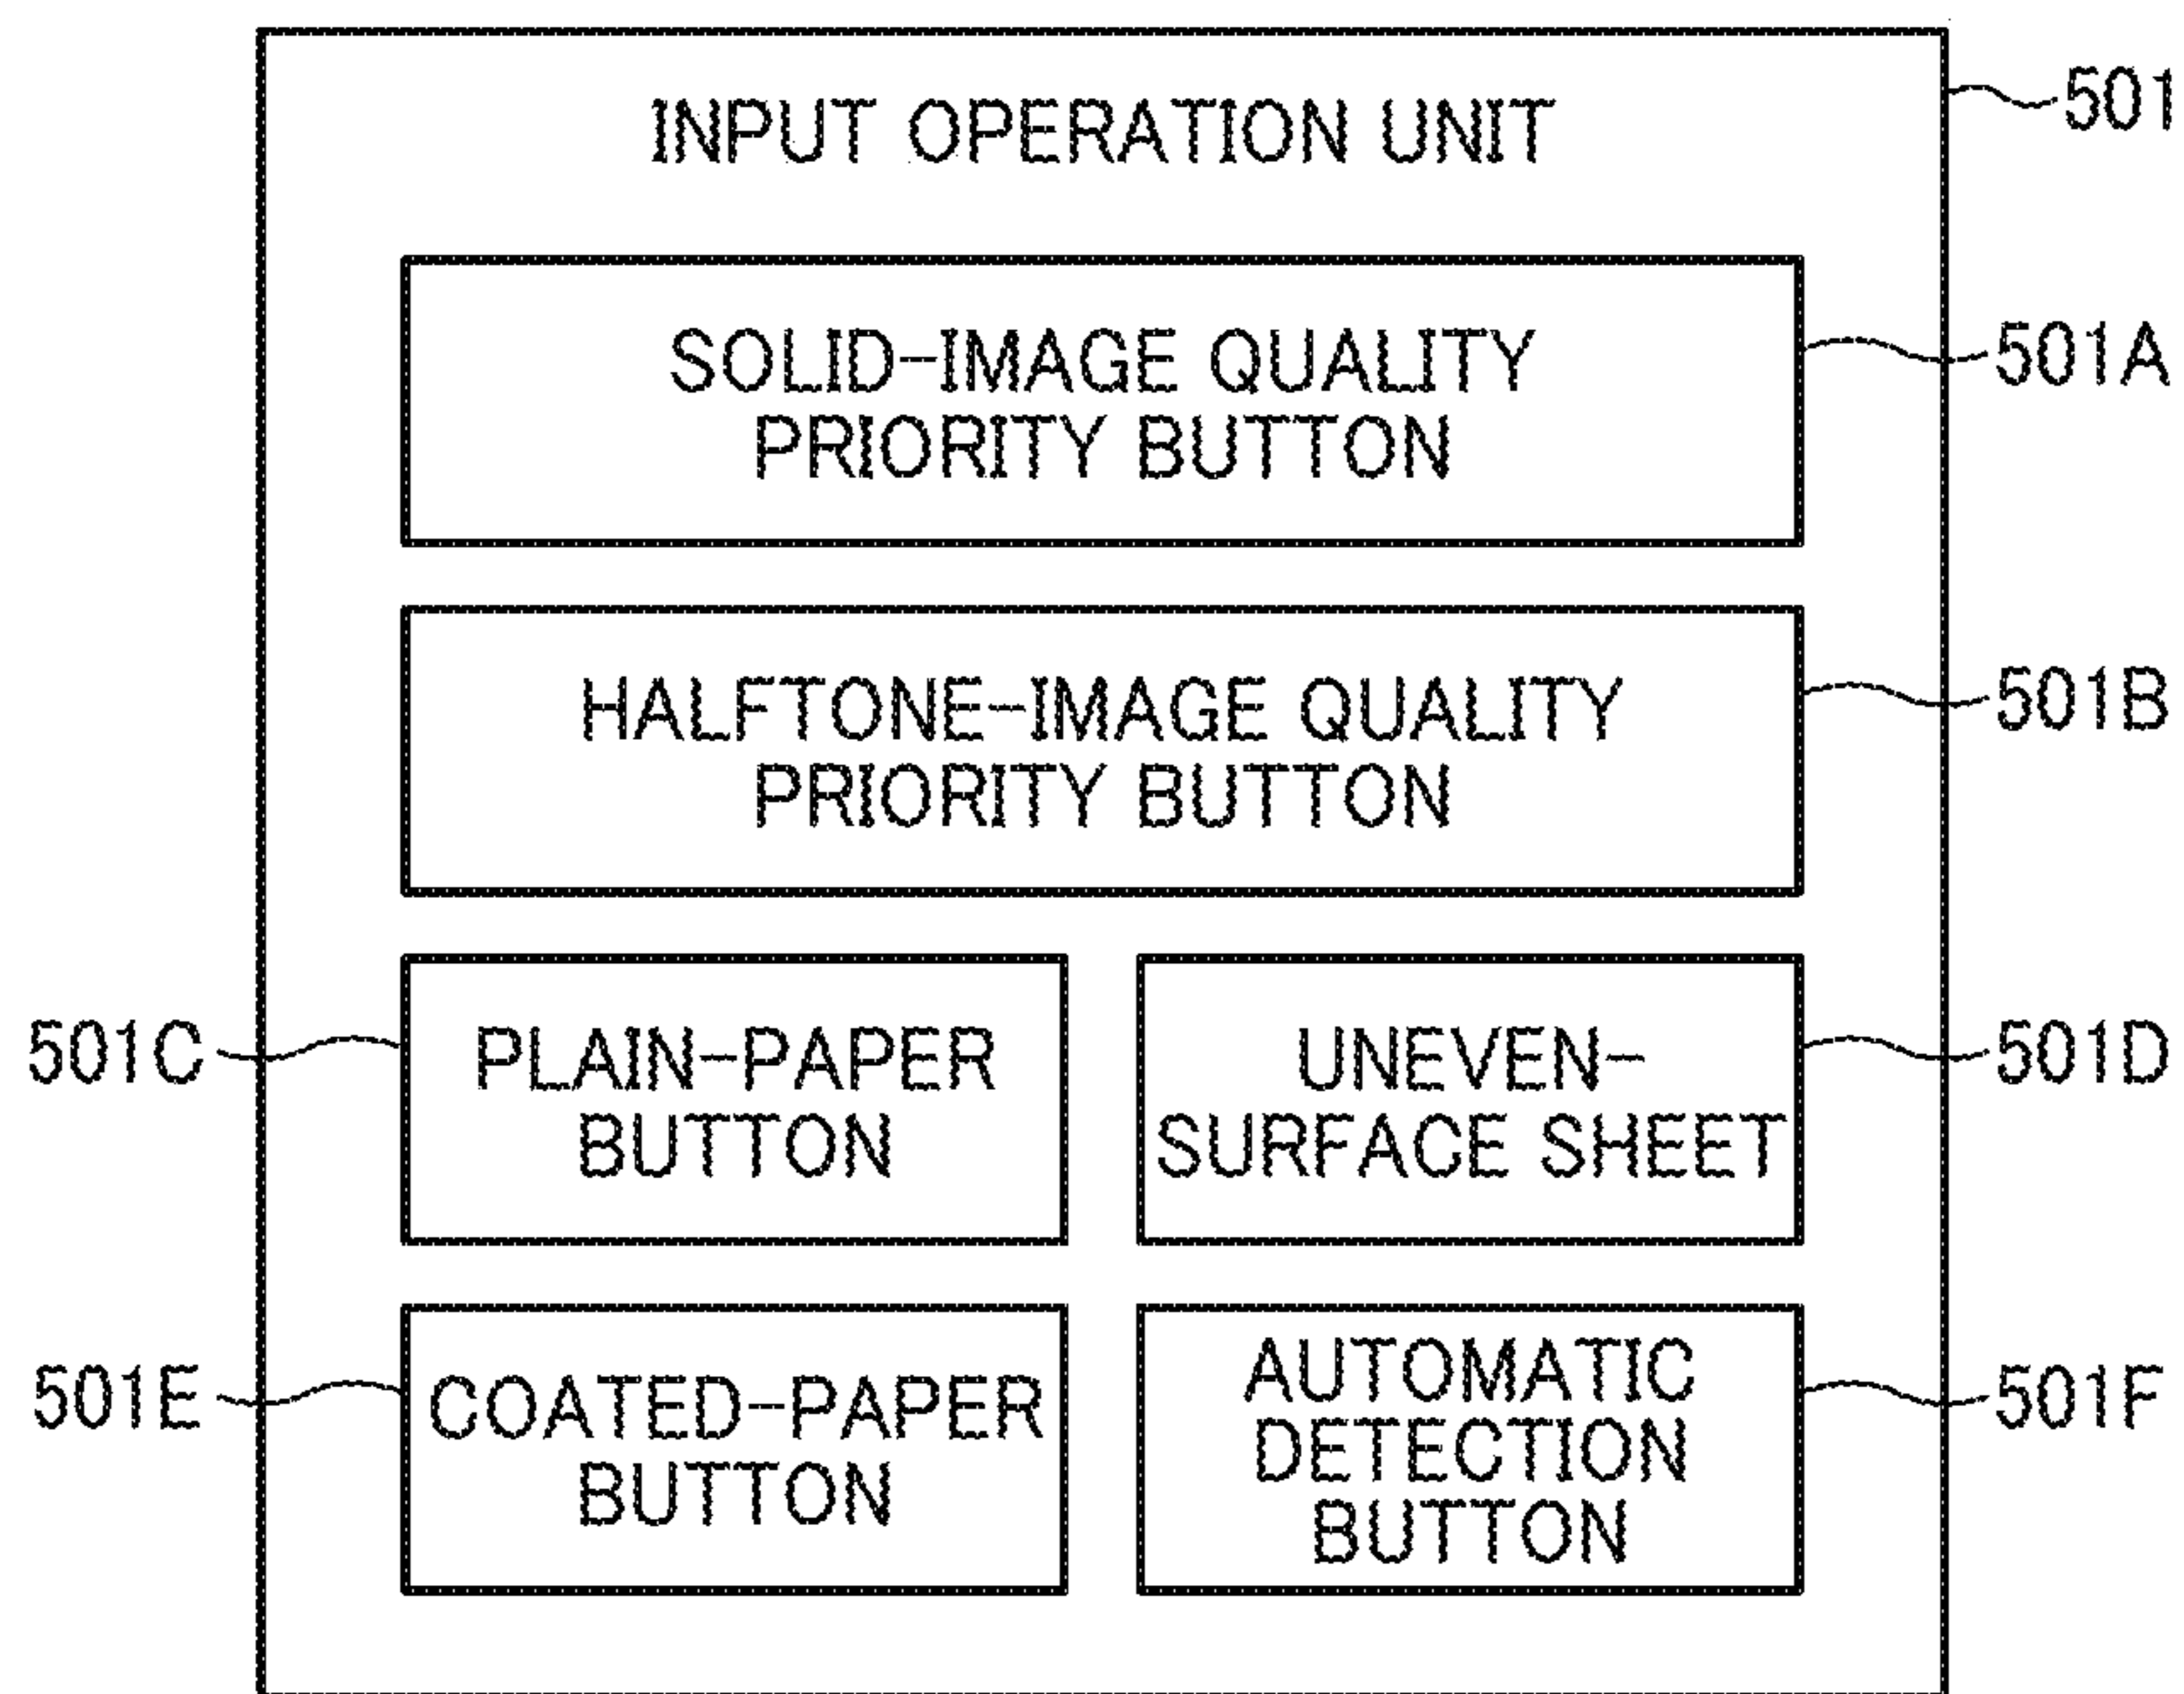 INPUT OPERATION UNIT
501
SOLID-IMAGE QUALITY
PRIORITY BUTTON
501A
HALFTONE-IMAGE QUALITY
PRIORITY BUTTON
501B
501C
PLAIN-PAPER
BUTTON
UNEVEN-
SURFACE SHEET
501D
501E
COATED-PAPER
BUTTON
AUTOMATIC
DETECTION
BUTTON
501F